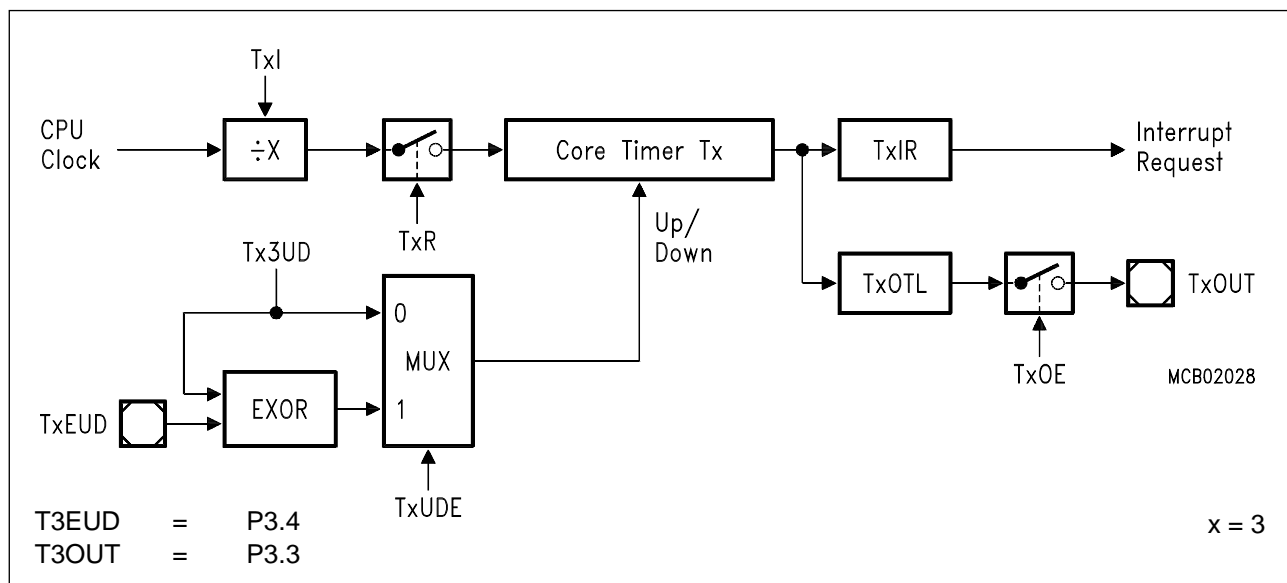 TxI
CPU
Clock
÷X
Core Timer Tx
TxIR
Interrupt
Request
TxR
Up/
Down
Tx3UD
TxOTL
TxOUT
0
MUX
TxOE
MCB02028
EXOR
1
TxEUD
TxUDE
T3EUD = P3.4
x = 3
T3OUT = P3.3